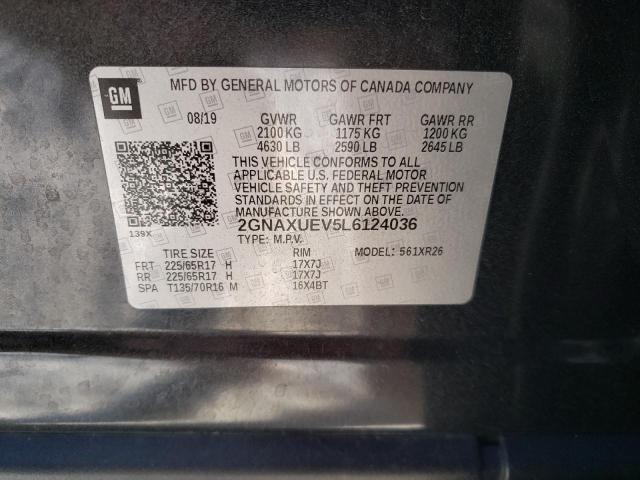 GM
MFD BY GENERAL MOTORS OF CANADA COMPANY
08/19 GVWR GAWR FRT GAWR RR
2100 KG 1175 KG 1200 KG
4630 LB 2590 LB 2645 LB
THIS VEHICLE CONFORMS TO ALL
APPLICABLE U.S. FEDERAL MOTOR
VEHICLE SAFETY AND THEFT PREVENTION
STANDARDS IN EFFECT ON THE DATE OF
MANUFACTURE SHOWN.
139X 2GNAXUEV5L6124036
TYPE: M.P.V.
TIRE SIZE RIM MODEL: 561XR26
FRT 225/65R17 H 17X7J
RR 225/65R17 H 17X7J
SPA T135/70R16 M 16X4BT